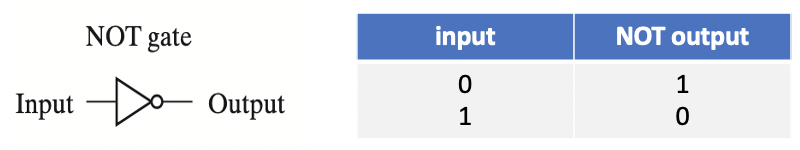 NOT gate
Input Output
input NOT output
0 1
1 0